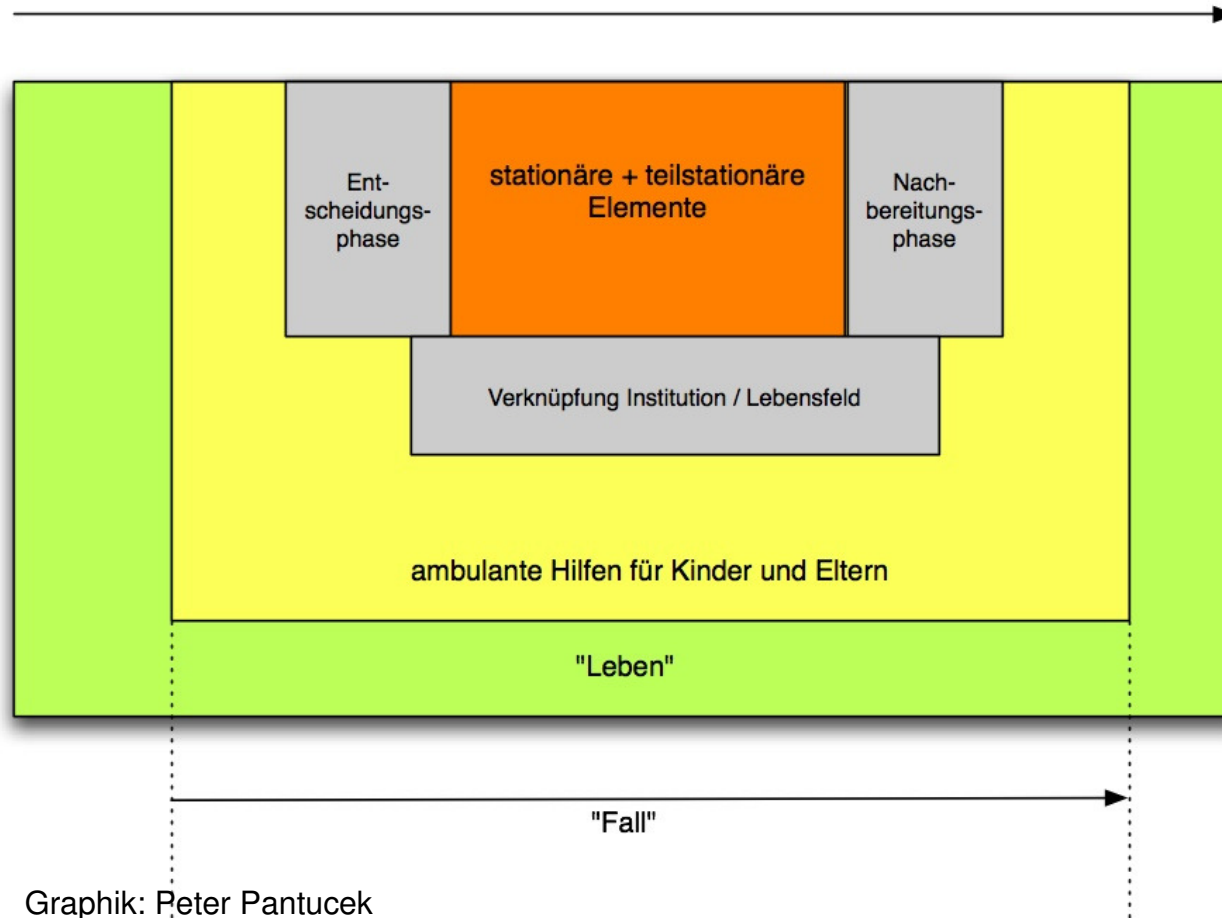 Ent-
scheidungs-
phase
stationäre + teilstationäre
Elemente
Nach-
bereitungs-
phase
Verknüpfung Institution / Lebensfeld
ambulante Hilfen für Kinder und Eltern
"Leben"
"Fall"
Graphik: Peter Pantucek